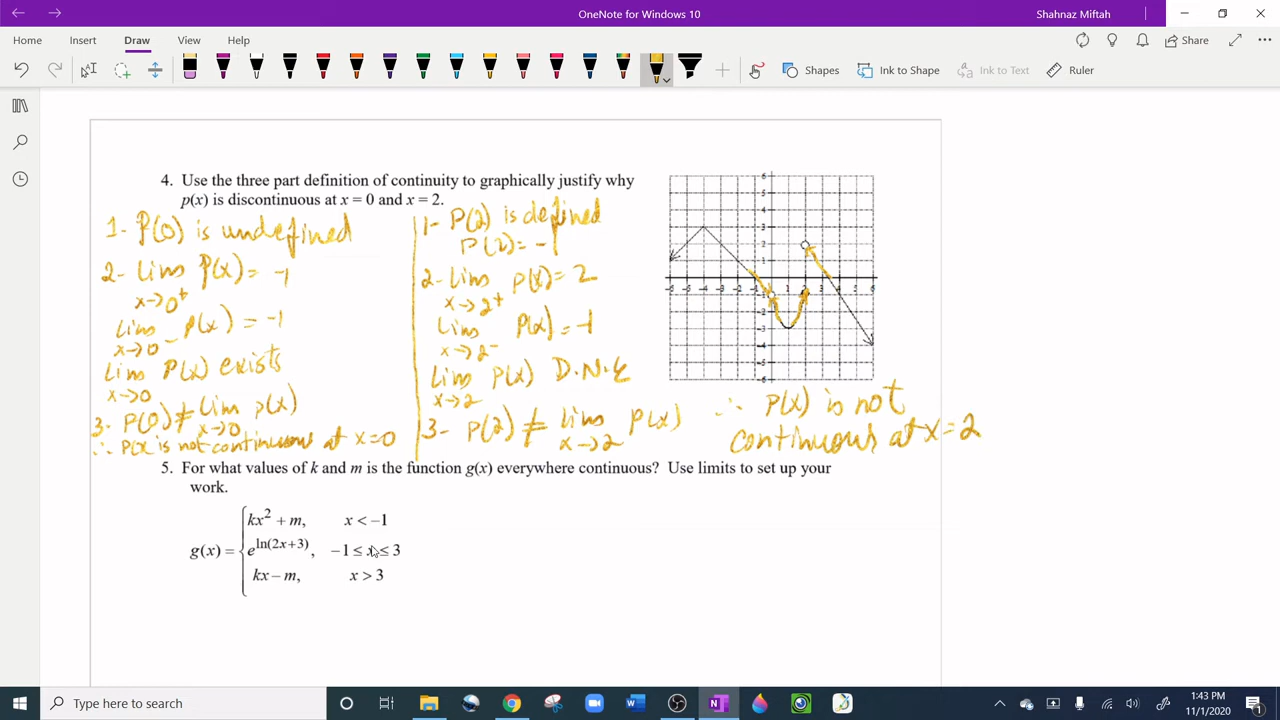 OneNote for Windows 10
Shahnaz Miftah
Home Insert Draw View Help
Share
Shapes
Ink to Shape
Ink to Text
Ruler
4. Use the three part definition of continuity to graphically justify why
p(x) is discontinuous at x = 0 and x = 2.
1- P(0) is undefined
2- lim P(x) = -1
x→0⁺
lim P(x) = -1
x→0⁻
lim P(x) exists
x→0
3- P(0) ≠ lim P(x)
x→0
∴ P(x is not continuous at x=0
1- P(2) is defined
P(2) = -1
2- lim P(x) = 2
x→2⁺
lim P(x) = -1
x→2⁻
lim P(x) D.N.E
x→2
3- P(2) ≠ lim P(x)
x→2
∴ P(x) is not
continuous at x=2
5. For what values of k and m is the function g(x) everywhere continuous? Use limits to set up your
work.
kx² + m, x < −1
g(x) = { e^ln(2x+3), −1 ≤ x ≤ 3
kx − m, x > 3
Type here to search
1:43 PM
11/1/2020